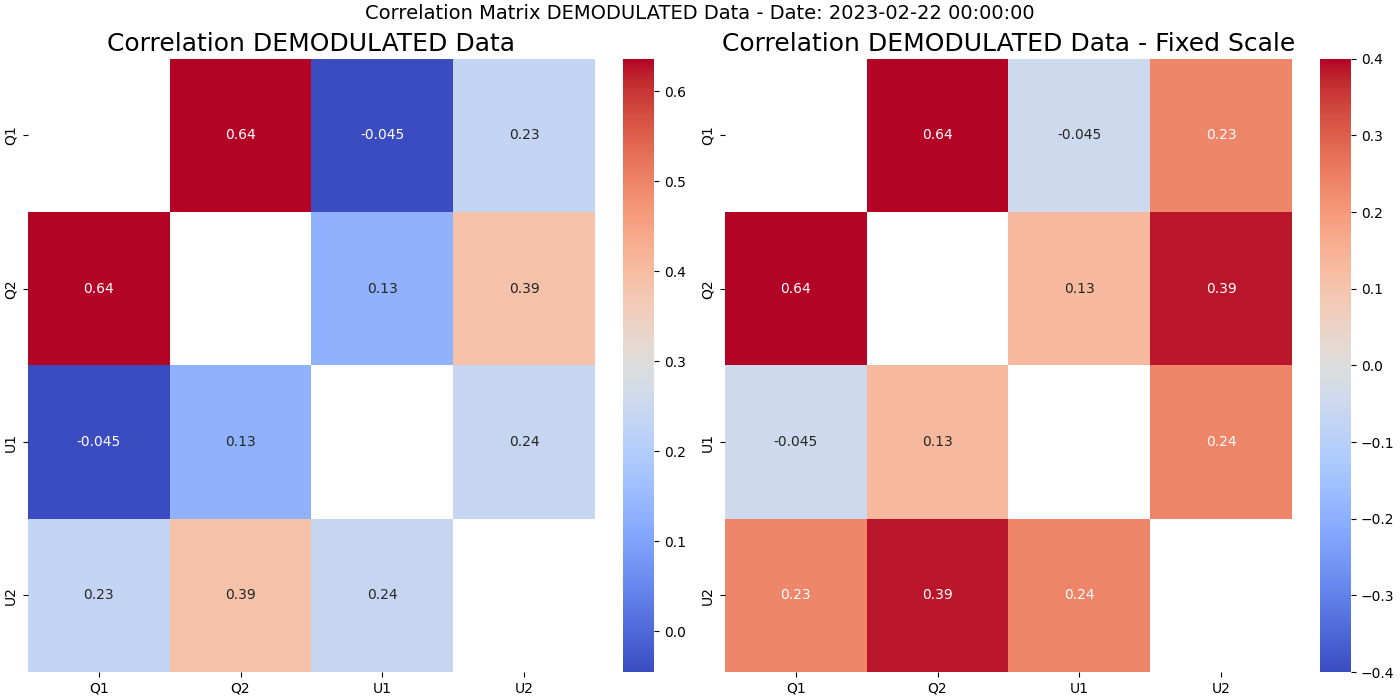 Correlation Matrix DEMODULATED Data - Date: 2023-02-22 00:00:00
Correlation DEMODULATED Data
Q1
0.64
-0.045
0.23
Q2
0.64
0.13
0.39
U1
-0.045
0.13
0.24
U2
0.23
0.39
0.24
Q1
Q2
U1
U2
0.6
0.5
0.4
0.3
0.2
0.1
0.0
Correlation DEMODULATED Data - Fixed Scale
Q1
0.64
-0.045
0.23
Q2
0.64
0.13
0.39
U1
-0.045
0.13
0.24
U2
0.23
0.39
0.24
Q1
Q2
U1
U2
0.4
0.3
0.2
0.1
0.0
−0.1
−0.2
−0.3
−0.4